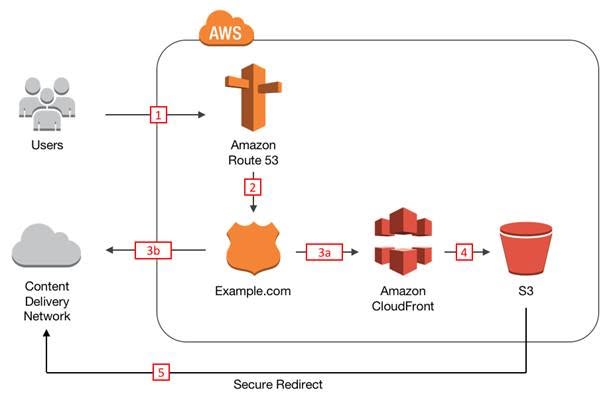 AWS
Users
1
Amazon
Route 53
2
Content
Delivery
Network
3b
Example.com
3a
Amazon
CloudFront
4
S3
5
Secure Redirect